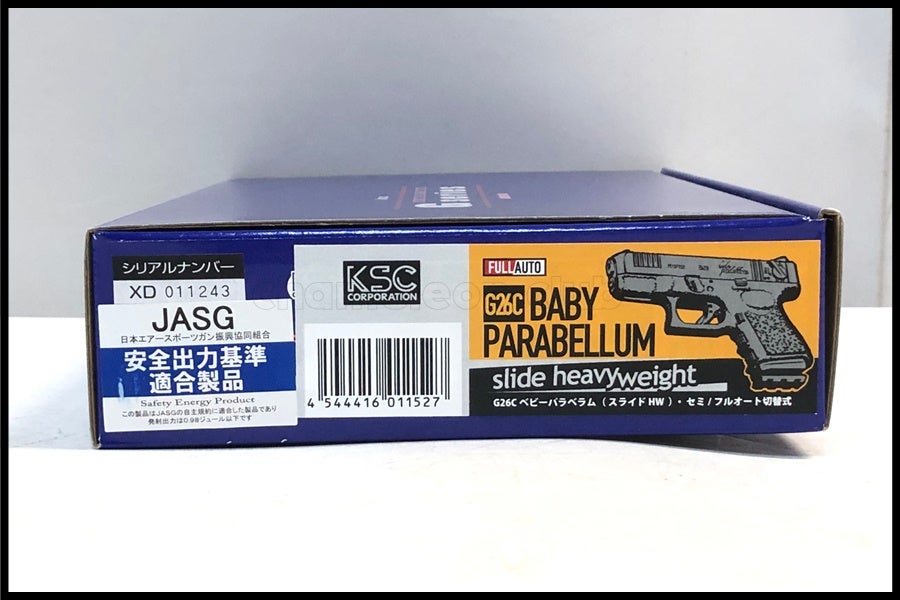 series
シリアルナンバー
XD 011243
JASG
日本エアースポーツガン振興協同組合
安全出力基準
適合製品
Safety Energy Product
この製品はJASGの自主規約に適合した製品であり
発射出力は0.98ジュール以下です
KSC
CORPORATION
4 544416 011527
FULLAUTO
G26C BABY
PARABELLUM
slide heavyweight
G26C ベビーパラベラム（スライドHW）・セミ/フルオート切替式
chameleonclub